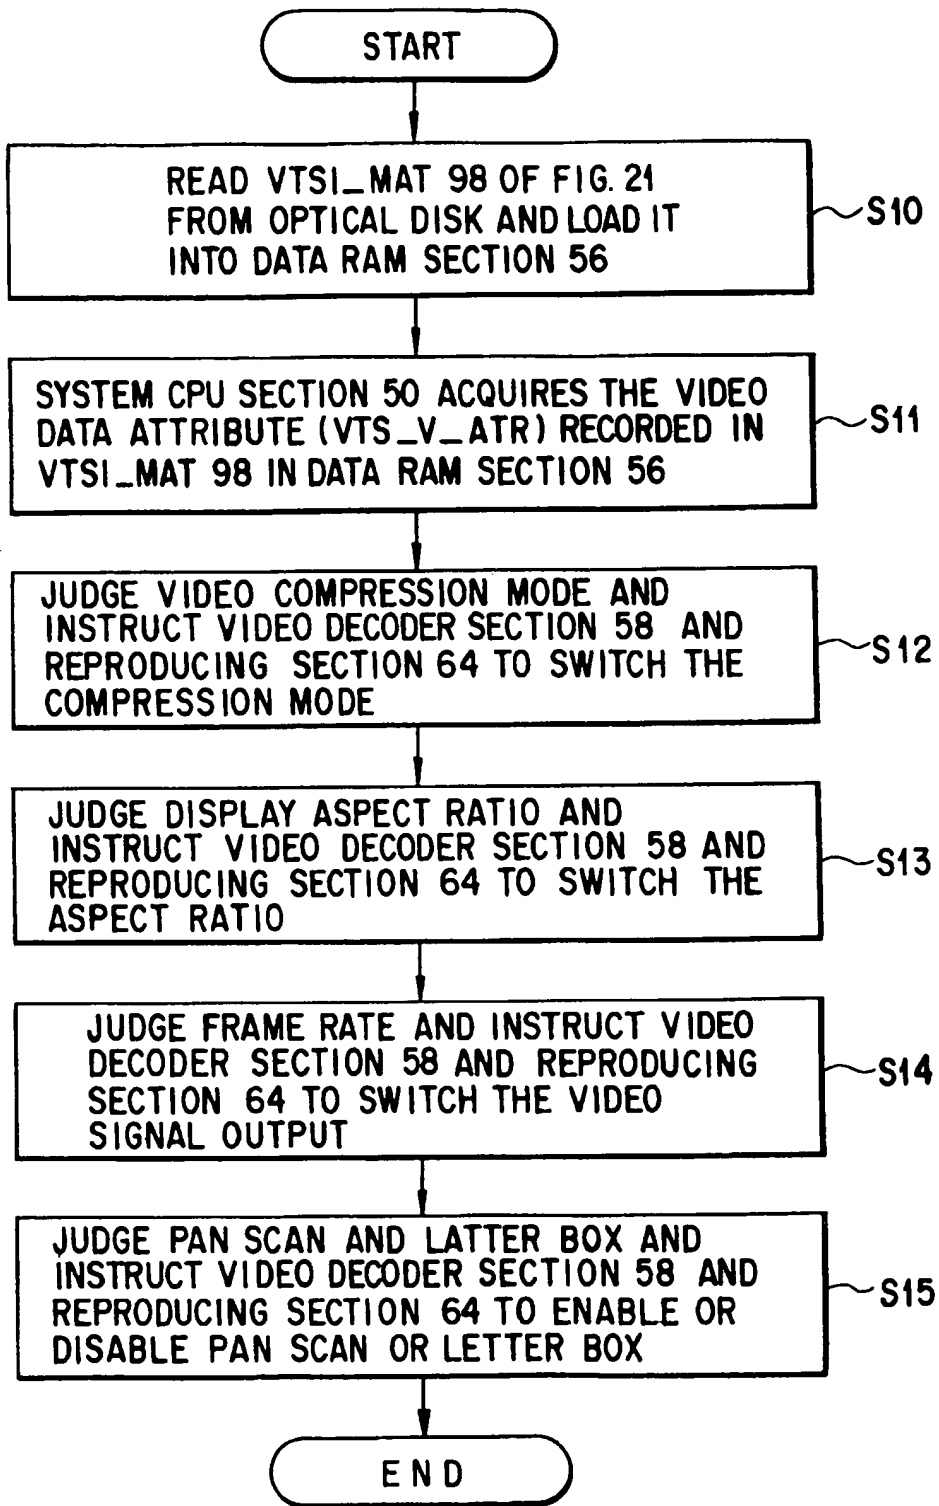 START
READ VTSI_MAT 98 OF FIG. 21
FROM OPTICAL DISK AND LOAD IT
INTO DATA RAM SECTION 56
S10
SYSTEM CPU SECTION 50 ACQUIRES THE VIDEO
DATA ATTRIBUTE (VTS_V_ATR) RECORDED IN
VTSI_MAT 98 IN DATA RAM SECTION 56
S11
JUDGE VIDEO COMPRESSION MODE AND
INSTRUCT VIDEO DECODER SECTION 58 AND
REPRODUCING SECTION 64 TO SWITCH THE
COMPRESSION MODE
S12
JUDGE DISPLAY ASPECT RATIO AND
INSTRUCT VIDEO DECODER SECTION 58 AND
REPRODUCING SECTION 64 TO SWITCH THE
ASPECT RATIO
S13
JUDGE FRAME RATE AND INSTRUCT VIDEO
DECODER SECTION 58 AND REPRODUCING
SECTION 64 TO SWITCH THE VIDEO
SIGNAL OUTPUT
S14
JUDGE PAN SCAN AND LATTER BOX AND
INSTRUCT VIDEO DECODER SECTION 58 AND
REPRODUCING SECTION 64 TO ENABLE OR
DISABLE PAN SCAN OR LETTER BOX
S15
END